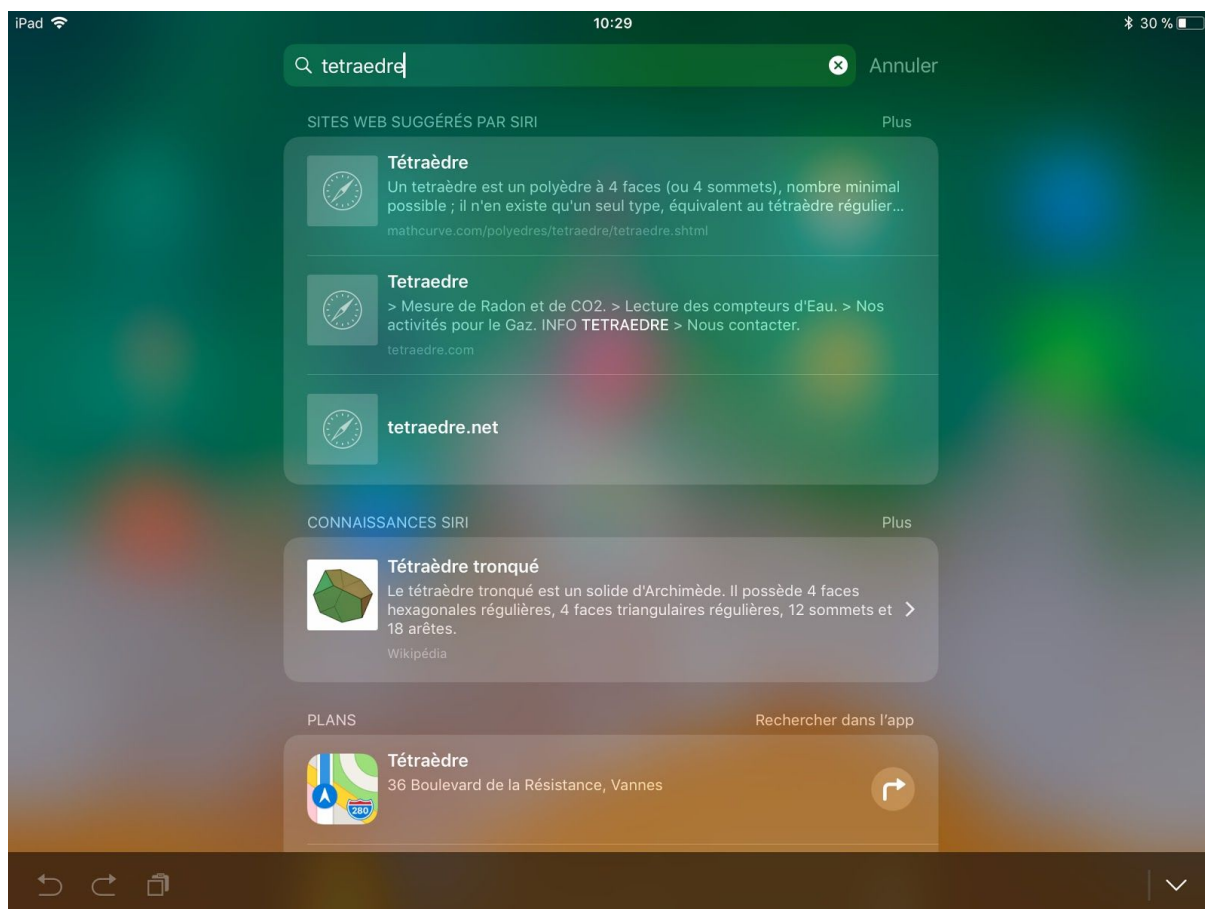 iPad 10:29 30 %
tetraedre Annuler
SITES WEB SUGGÉRÉS PAR SIRI Plus
Tétraèdre
Un tetraèdre est un polyèdre à 4 faces (ou 4 sommets), nombre minimal
possible ; il n'en existe qu'un seul type, équivalent au tétraèdre régulier...
mathcurve.com/polyedres/tetraedre/tetraedre.shtml
Tetraedre
> Mesure de Radon et de CO2. > Lecture des compteurs d'Eau. > Nos
activités pour le Gaz. INFO TETRAEDRE > Nous contacter.
tetraedre.com
tetraedre.net
CONNAISSANCES SIRI Plus
Tétraèdre tronqué
Le tétraèdre tronqué est un solide d'Archimède. Il possède 4 faces
hexagonales régulières, 4 faces triangulaires régulières, 12 sommets et
18 arêtes.
Wikipédia
PLANS Rechercher dans l'app
Tétraèdre
36 Boulevard de la Résistance, Vannes
280